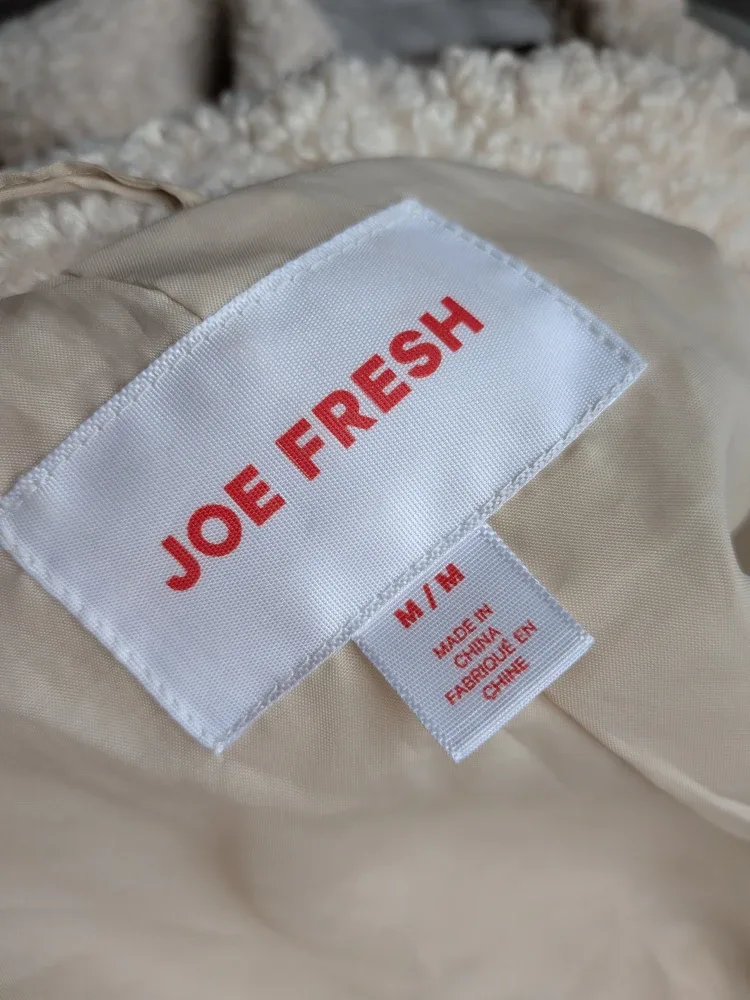 JOE FRESH
M/M
MADE IN
CHINA
FABRIQUÉ EN
CHINE